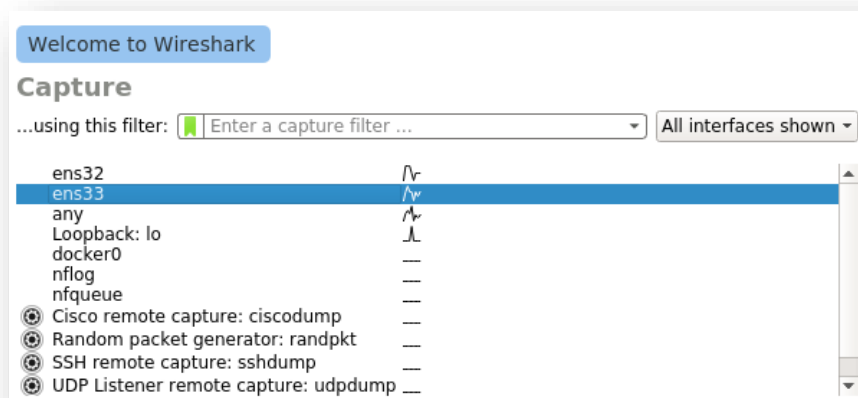 Welcome to Wireshark
Capture
...using this filter: Enter a capture filter ... All interfaces shown
ens32
ens33
any
Loopback: lo
docker0
nflog
nfqueue
Cisco remote capture: ciscodump
Random packet generator: randpkt
SSH remote capture: sshdump
UDP Listener remote capture: udpdump